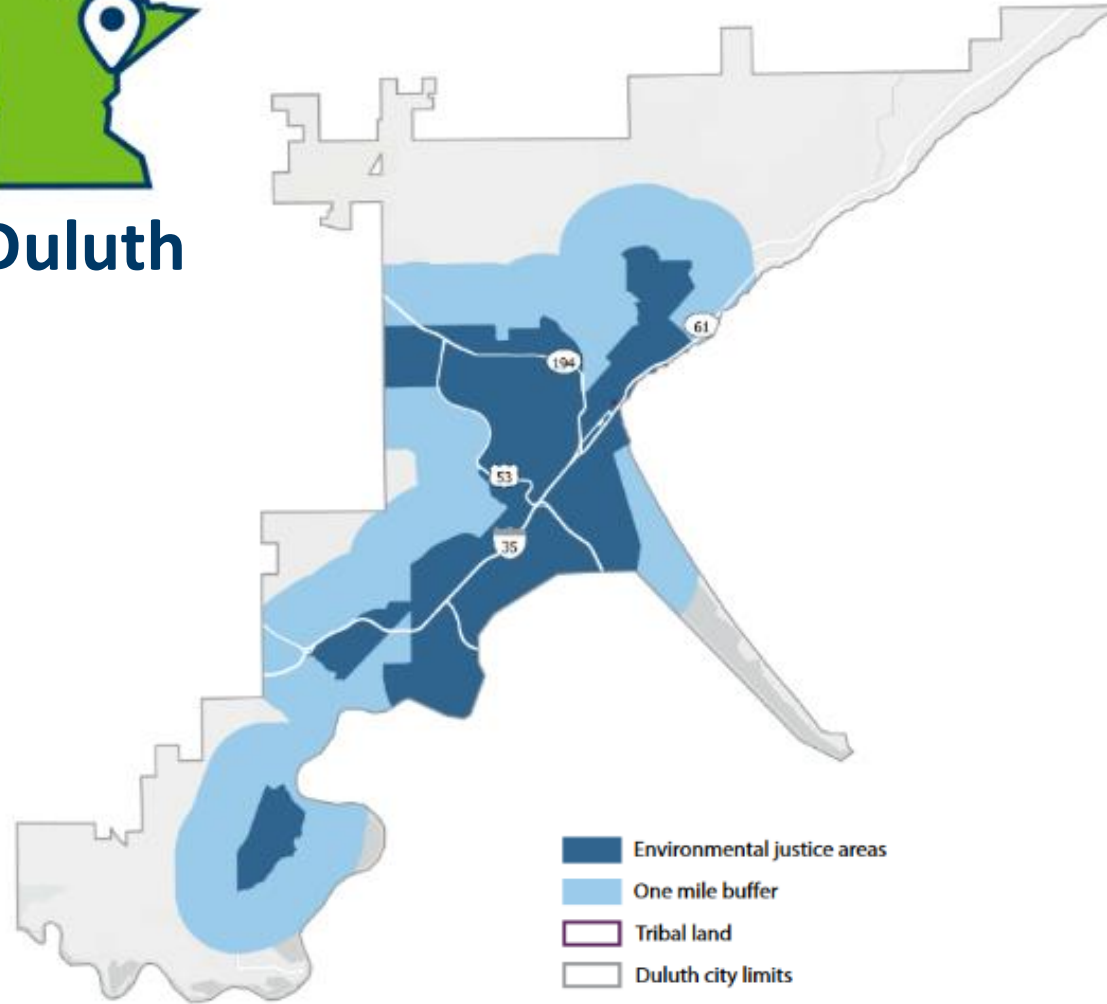 Duluth
61
194
53
35
Environmental justice areas
One mile buffer
Tribal land
Duluth city limits